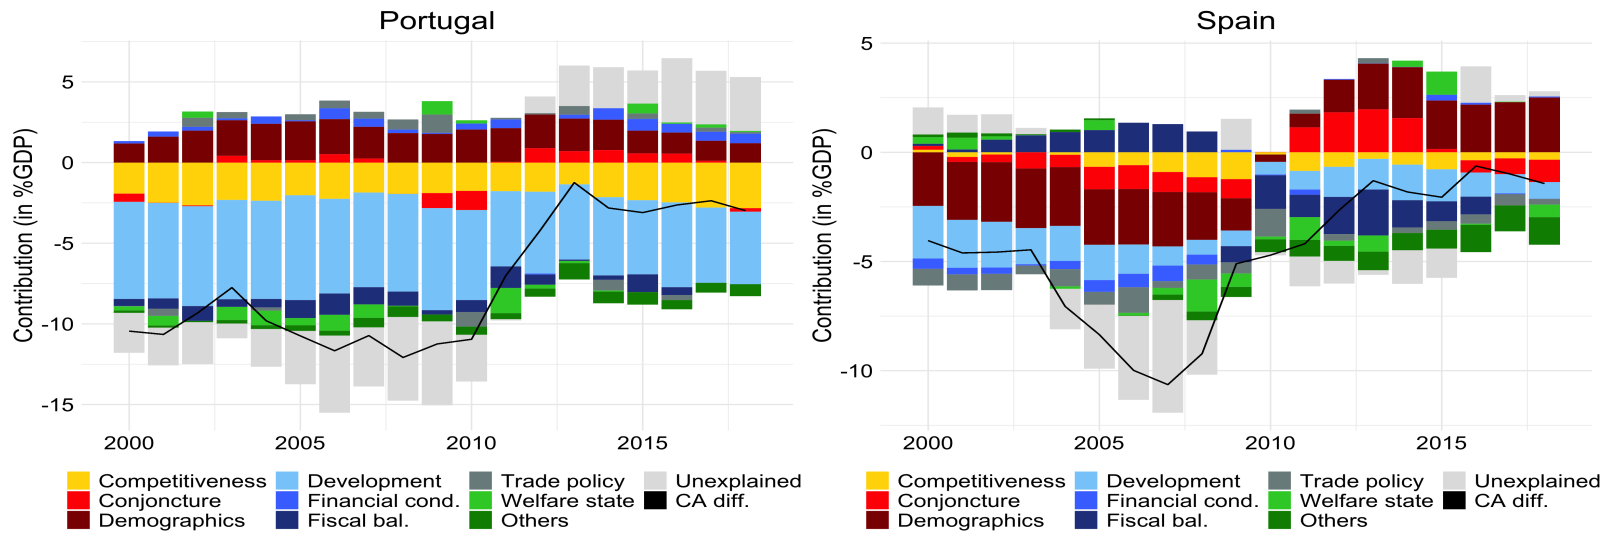 Portugal
Contribution (in %GDP)
5
0
-5
-10
-15
2000 2005 2010 2015
Competitiveness Development Trade policy Unexplained
Conjoncture Financial cond. Welfare state CA diff.
Demographics Fiscal bal. Others
Spain
Contribution (in %GDP)
5
0
-5
-10
2000 2005 2010 2015
Competitiveness Development Trade policy Unexplained
Conjoncture Financial cond. Welfare state CA diff.
Demographics Fiscal bal. Others